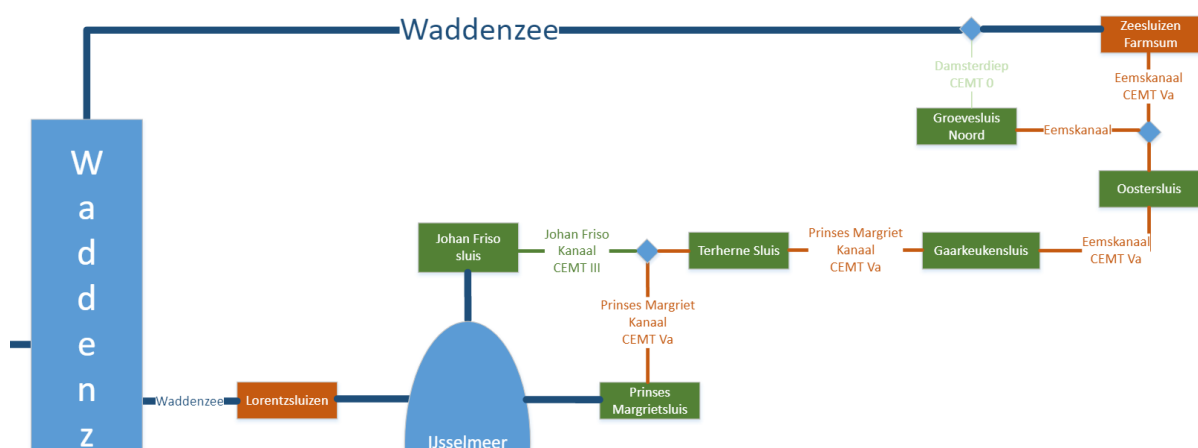 Waddenzee
Zeesluizen
Farmsum
Damsterdiep
CEMT 0
Eemskanaal
CEMT Va
Groevesluis
Noord
Eemskanaal
Oostersluis
W
a
d
d
e
n
z
Johan Friso
sluis
Johan Friso
Kanaal
CEMT III
Terherne Sluis
Prinses Margriet
Kanaal
CEMT Va
Gaarkeukensluis
Eemskanaal
CEMT Va
Prinses Margriet
Kanaal
CEMT Va
Waddenzee
Lorentzsluizen
Prinses
Margrietsluis
IJsselmeer